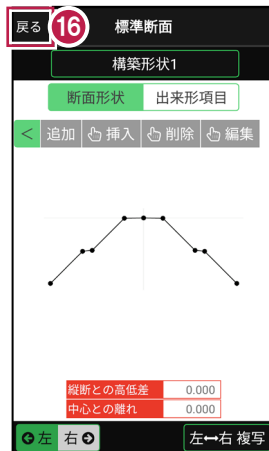 戻る 16 標準断面
構築形状1
断面形状 出来形項目
< 追加 挿入 削除 編集
縦断との高低差 0.000
中心との離れ 0.000
左 右 左↔右 複写